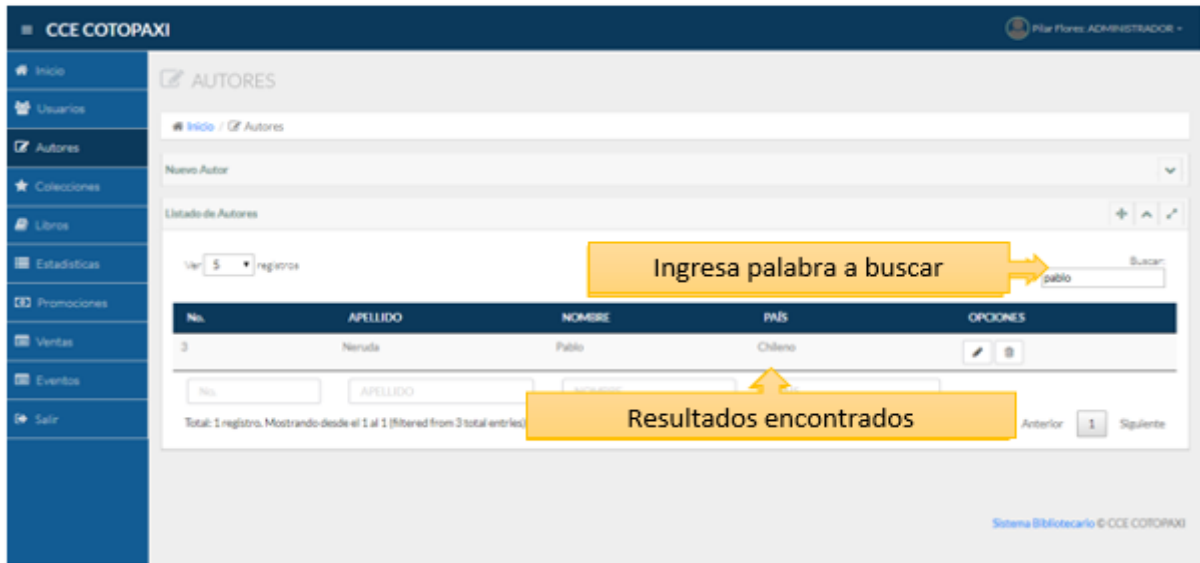 CCE COTOPAXI
Pilar Flores: ADMINISTRADOR
Inicio
Usuarios
Autores
Colecciones
Libros
Estadísticas
Promociones
Ventas
Eventos
Salir
AUTORES
Inicio / Autores
Nuevo Autor
Listado de Autores
Ver 5 registros
Ingresa palabra a buscar
Buscar:
pablo
No. APELLIDO NOMBRE PAÍS OPCIONES
3 Neruda Pablo Chileno
No. APELLIDO NOMBRE
Resultados encontrados
Total: 1 registro. Mostrando desde el 1 al 1 (filtered from 3 total entries)
Anterior 1 Siguiente
Sistema Bibliotecario © CCE COTOPAXI